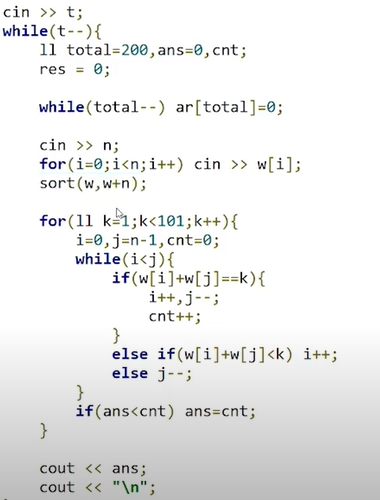 cin >> t;
while(t--){
ll total=200,ans=0,cnt;
res = 0;
while(total--) ar[total]=0;
cin >> n;
for(i=0;i<n;i++) cin >> w[i];
sort(w,w+n);
for(ll k=1;k<101;k++){
i=0,j=n-1,cnt=0;
while(i<j){
if(w[i]+w[j]==k){
i++,j--;
cnt++;
}
else if(w[i]+w[j]<k) i++;
else j--;
}
if(ans<cnt) ans=cnt;
}
cout << ans;
cout << "\n";